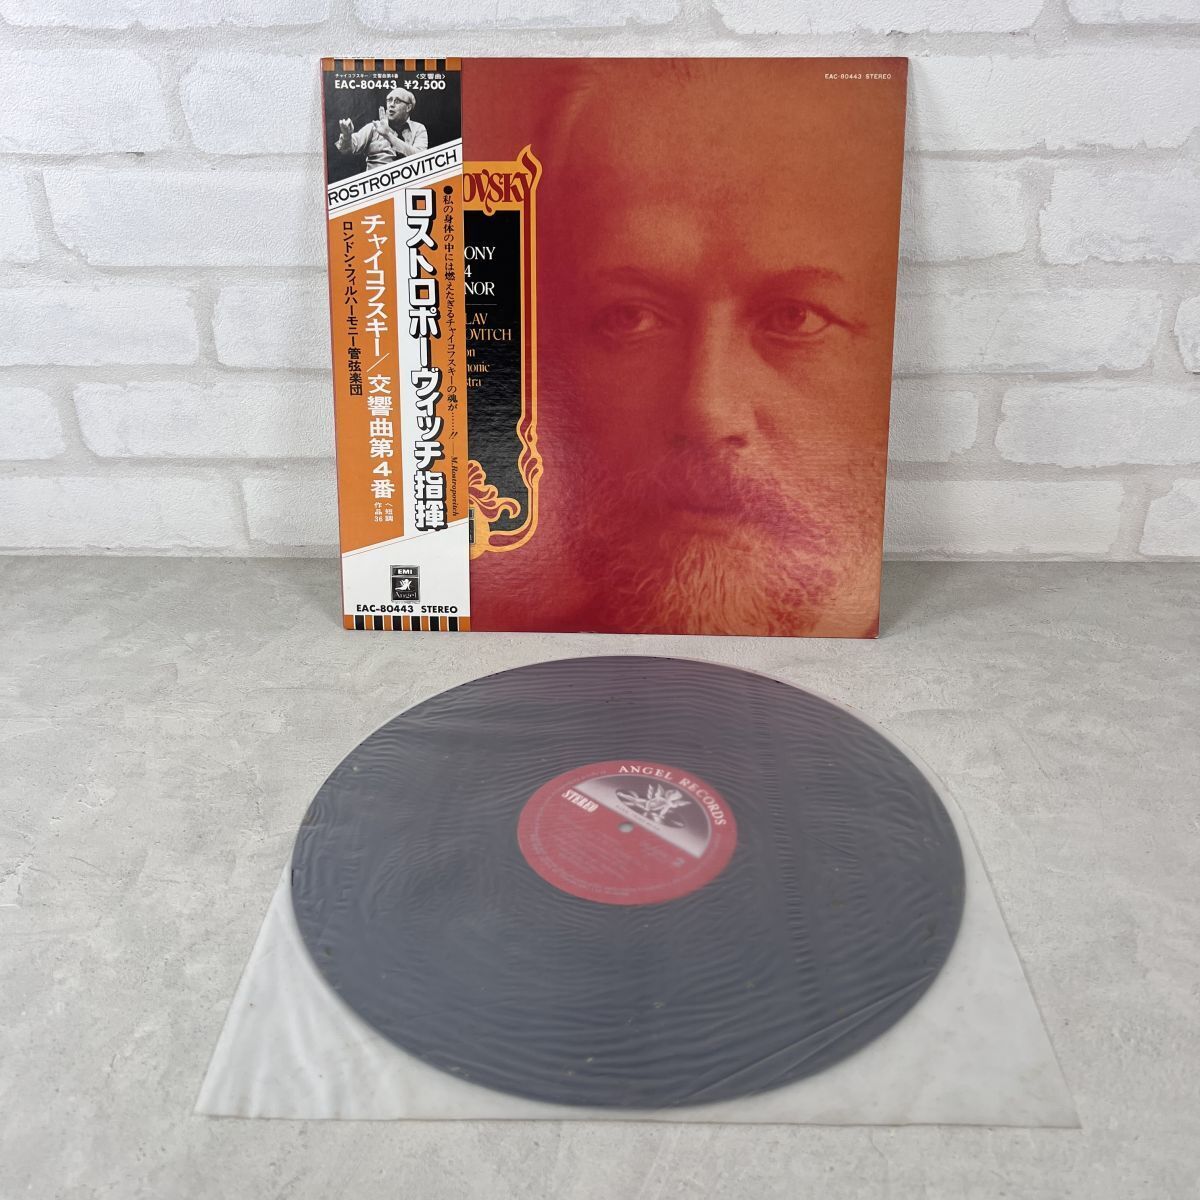 チャイコフスキー/交響曲第4番 〈交響曲〉
EAC-80443 ¥2,500
ROSTROPOVITCH
●私の身体の中には燃えたぎるチャイコフスキーの魂が……!! ―M.Rostropovitch
ロストロポーヴィッチ指揮
チャイコフスキー/交響曲第4番 ヘ短調 作品36
ロンドン・フィルハーモニー管弦楽団
EMI
Angel
EAC-80443 STEREO
EAC-80443 STEREO
OVSKY
ONY
4
NOR
LAV
OVITCH
on
monic
stra
ANGEL RECORDS
STEREO